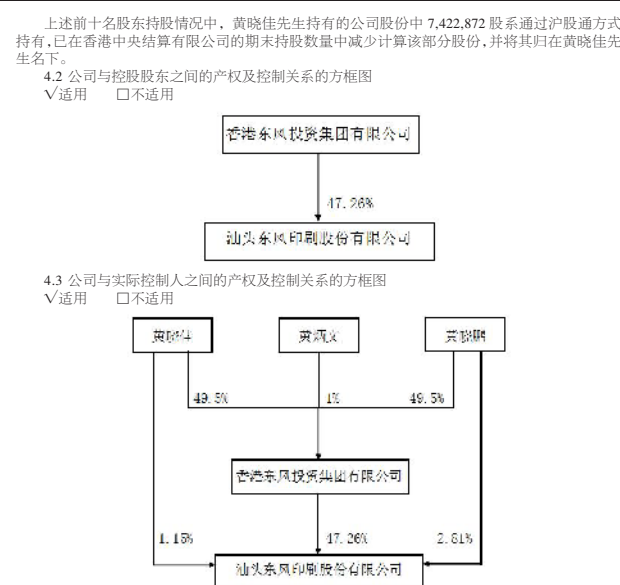 上述前十名股东持股情况中，黄晓佳先生持有的公司股份中 7,422,872 股系通过沪股通方式
持有，已在香港中央结算有限公司的期末持股数量中减少计算该部分股份，并将其归在黄晓佳先
生名下。
4.2 公司与控股股东之间的产权及控制关系的方框图
√适用 □不适用
香港东风投资集团有限公司
47.26%
汕头东风印刷股份有限公司
4.3 公司与实际控制人之间的产权及控制关系的方框图
√适用 □不适用
黄晓佳 黄炳文 黄晓鹏
49.5% 1% 49.5%
香港东风投资集团有限公司
1.15% 47.26% 2.81%
汕头东风印刷股份有限公司